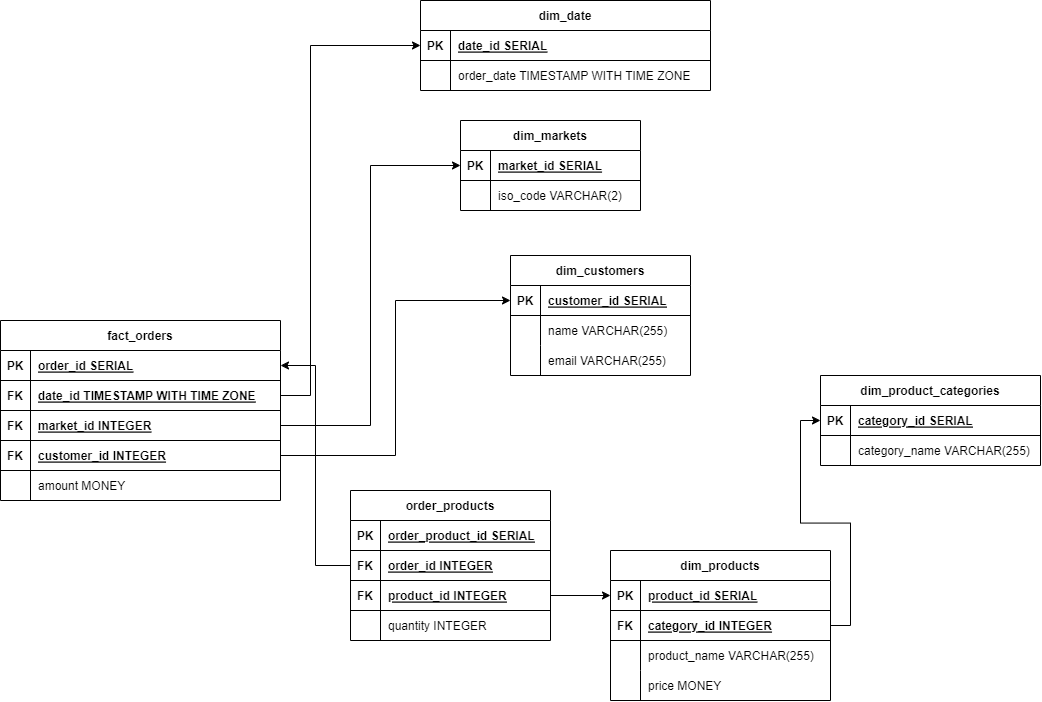 dim_date
PK date_id SERIAL
order_date TIMESTAMP WITH TIME ZONE
dim_markets
PK market_id SERIAL
iso_code VARCHAR(2)
dim_customers
PK customer_id SERIAL
name VARCHAR(255)
email VARCHAR(255)
fact_orders
PK order_id SERIAL
FK date_id TIMESTAMP WITH TIME ZONE
FK market_id INTEGER
FK customer_id INTEGER
amount MONEY
dim_product_categories
PK category_id SERIAL
category_name VARCHAR(255)
order_products
PK order_product_id SERIAL
FK order_id INTEGER
FK product_id INTEGER
quantity INTEGER
dim_products
PK product_id SERIAL
FK category_id INTEGER
product_name VARCHAR(255)
price MONEY